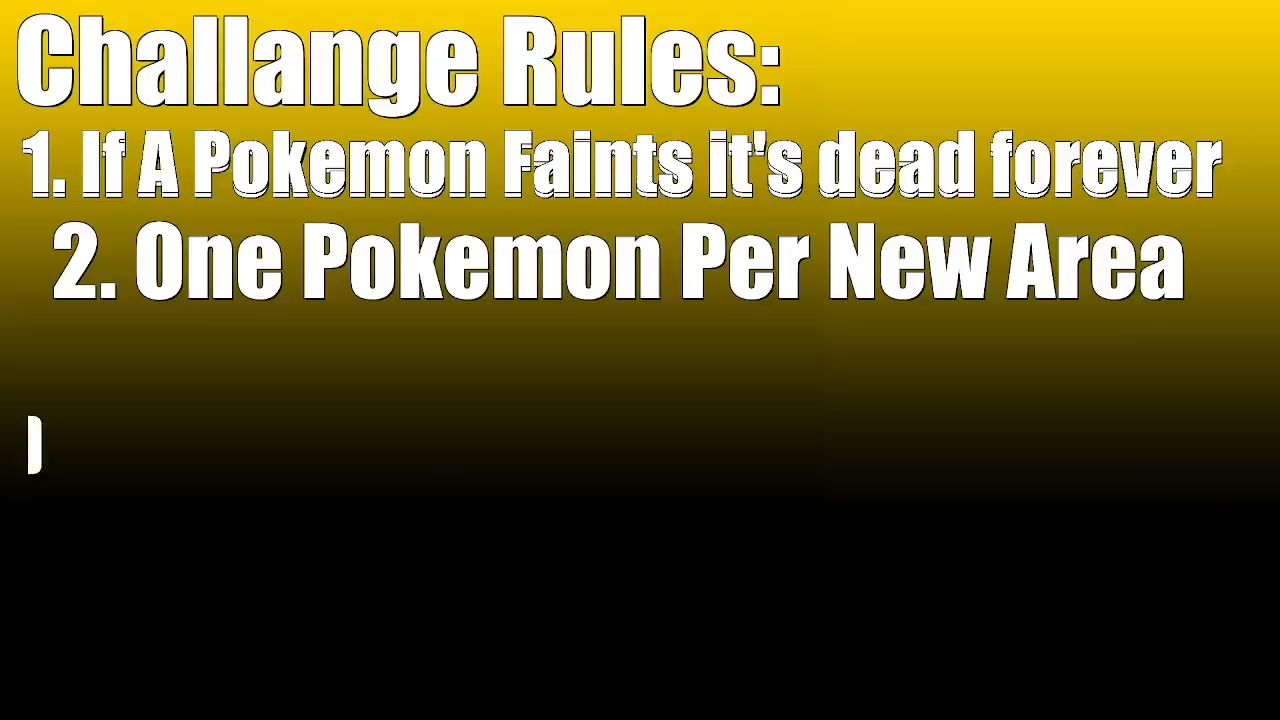 Challange Rules:
1. If A Pokemon Faints it's dead forever
2. One Pokemon Per New Area